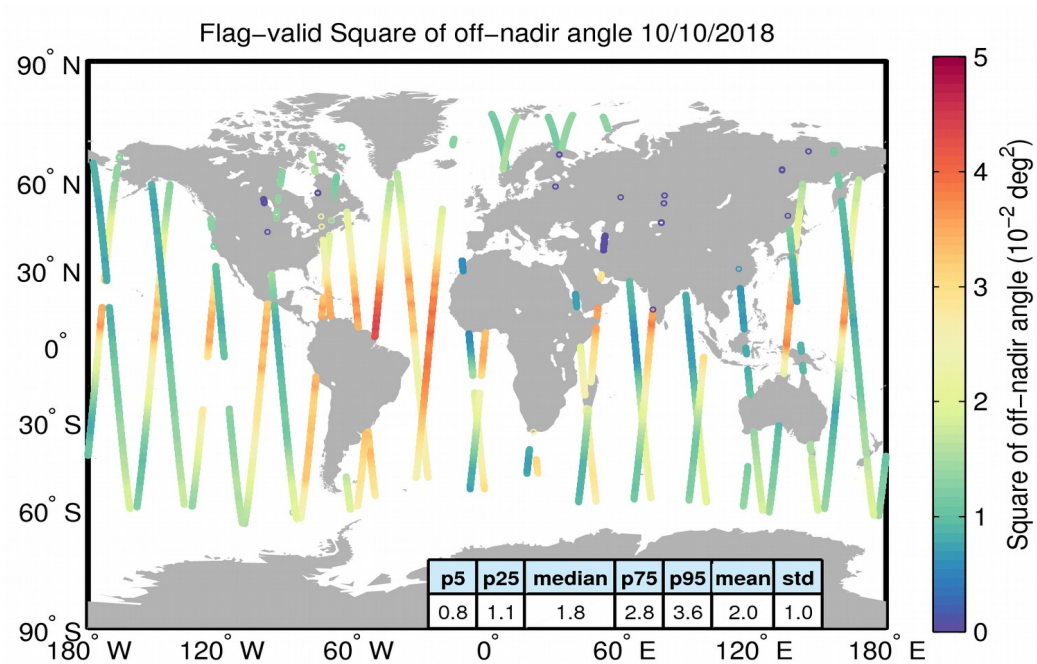 Flag−valid Square of off−nadir angle 10/10/2018
90° N
60° N
30° N
0°
30° S
60° S
90° S
180° W
120° W
60° W
0°
60° E
120° E
180° E
p5 p25 median p75 p95 mean std
0.8 1.1 1.8 2.8 3.6 2.0 1.0
5
4
3
2
1
0
Square of off−nadir angle (10⁻² deg²)